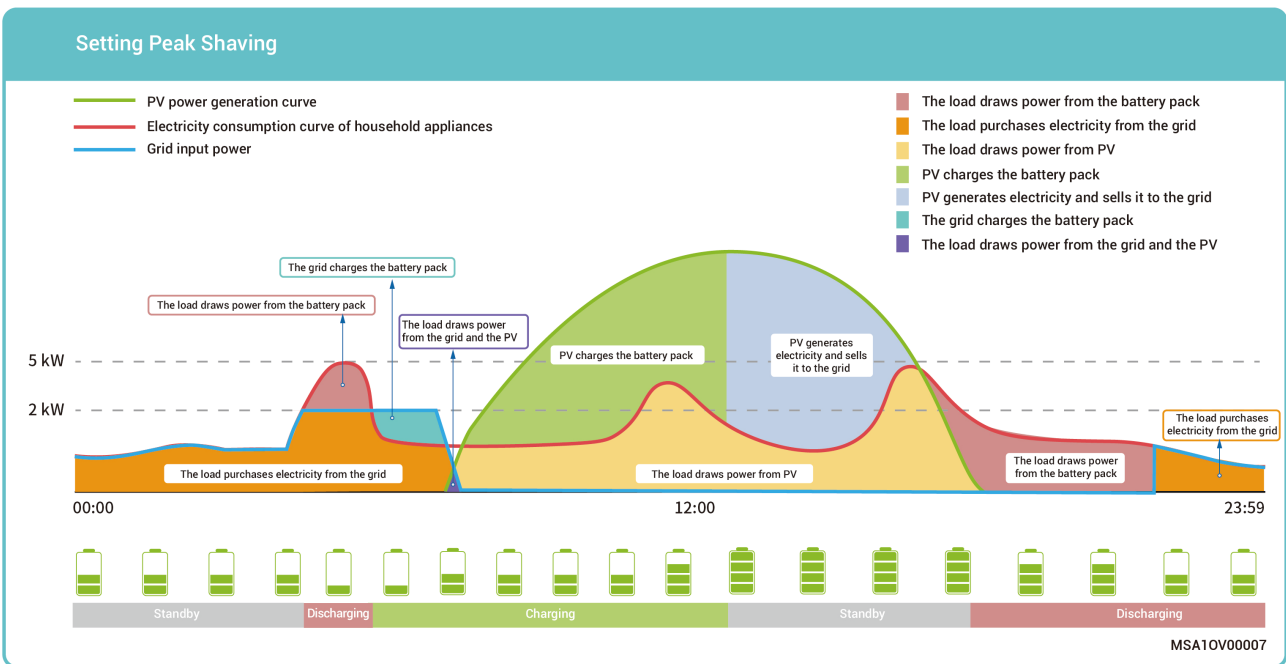 Setting Peak Shaving
PV power generation curve
Electricity consumption curve of household appliances
Grid input power
The load draws power from the battery pack
The load purchases electricity from the grid
The load draws power from PV
PV charges the battery pack
PV generates electricity and sells it to the grid
The grid charges the battery pack
The load draws power from the grid and the PV
The grid charges the battery pack
The load draws power from the battery pack
The load draws power
from the grid and the PV
PV charges the battery pack
PV generates
electricity and sells
it to the grid
5 kW
2 kW
The load purchases
electricity from the grid
The load purchases electricity from the grid
The load draws power from PV
The load draws power
from the battery pack
00:00
12:00
23:59
Standby
Discharging
Charging
Standby
Discharging
MSA1OV00007